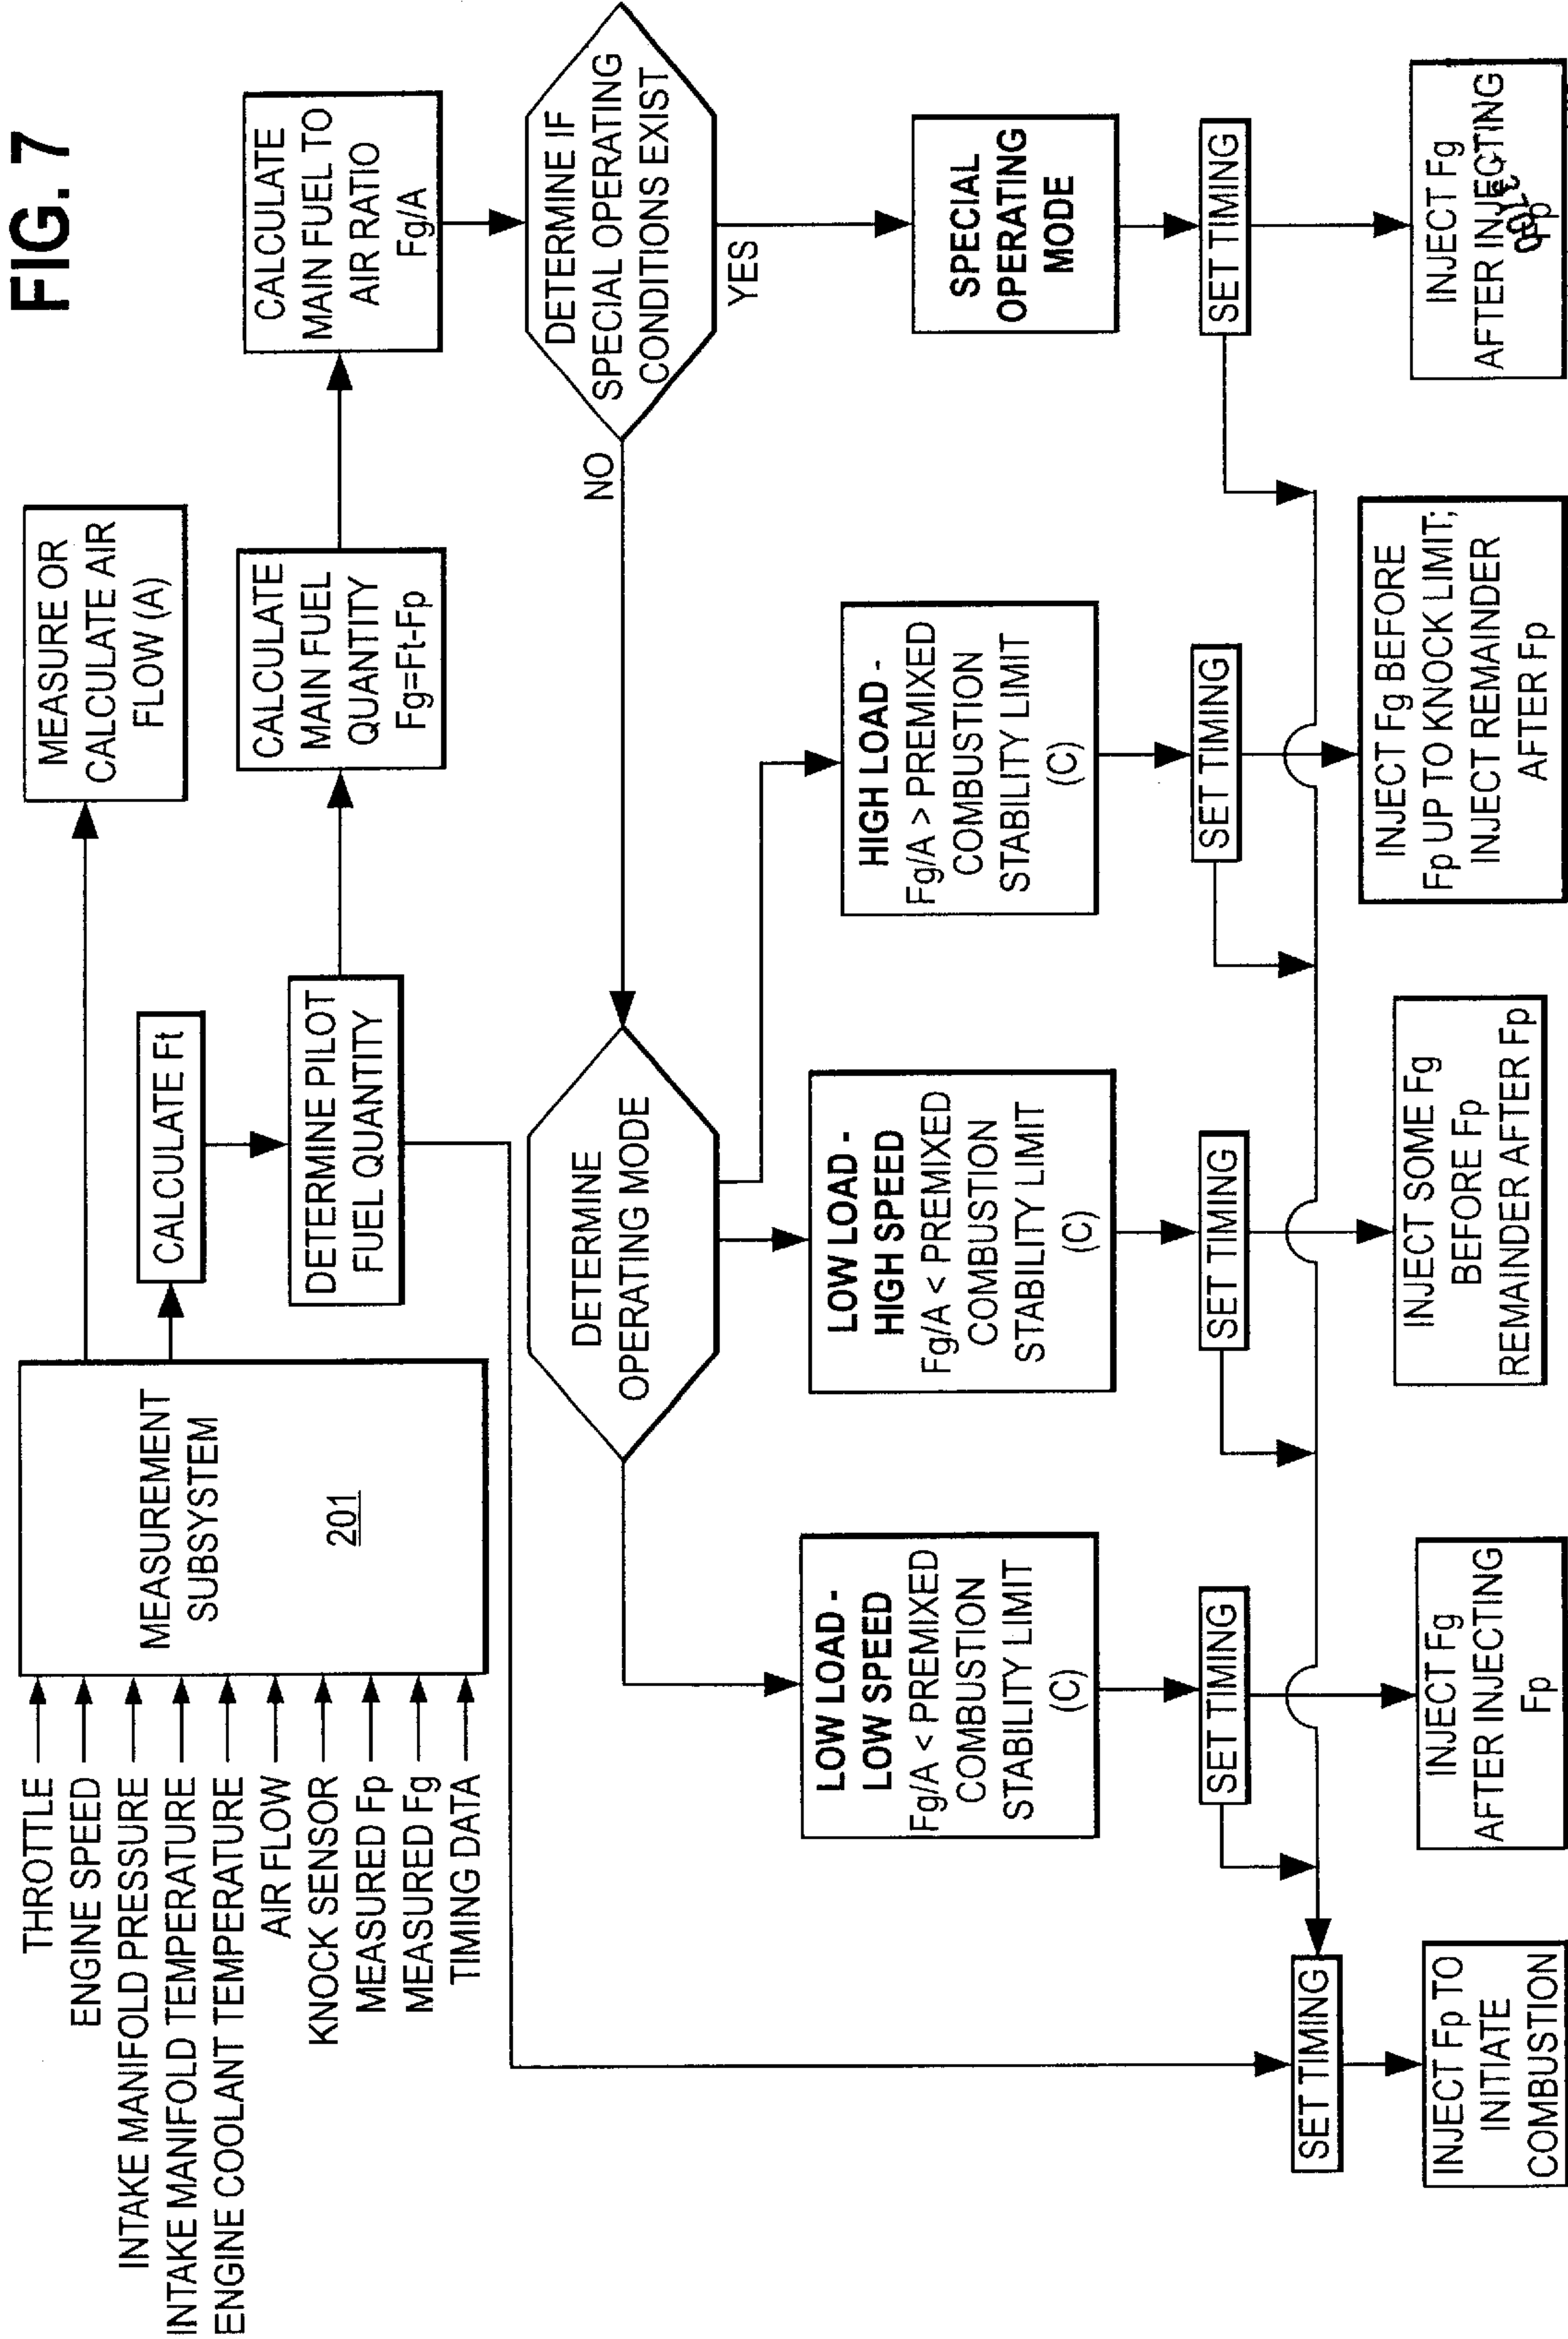 FIG. 7
THROTTLE
ENGINE SPEED
INTAKE MANIFOLD PRESSURE
INTAKE MANIFOLD TEMPERATURE
ENGINE COOLANT TEMPERATURE
AIR FLOW
KNOCK SENSOR
MEASURED Fp
MEASURED Fg
TIMING DATA
MEASUREMENT
SUBSYSTEM
201
MEASURE OR
CALCULATE AIR
FLOW (A)
CALCULATE Ft
DETERMINE PILOT
FUEL QUANTITY
CALCULATE
MAIN FUEL
QUANTITY
Fg=Ft-Fp
CALCULATE
MAIN FUEL TO
AIR RATIO
Fg/A
DETERMINE IF
SPECIAL OPERATING
CONDITIONS EXIST
NO
YES
DETERMINE
OPERATING MODE
LOW LOAD -
LOW SPEED
Fg/A < PREMIXED
COMBUSTION
STABILITY LIMIT
(C)
LOW LOAD -
HIGH SPEED
Fg/A < PREMIXED
COMBUSTION
STABILITY LIMIT
(C)
HIGH LOAD -
Fg/A > PREMIXED
COMBUSTION
STABILITY LIMIT
(C)
SPECIAL
OPERATING
MODE
SET TIMING
SET TIMING
SET TIMING
SET TIMING
SET TIMING
INJECT Fp TO
INITIATE
COMBUSTION
INJECT Fg
AFTER INJECTING
Fp
INJECT SOME Fg
BEFORE Fp
REMAINDER AFTER Fp
INJECT Fg BEFORE
Fp UP TO KNOCK LIMIT;
INJECT REMAINDER
AFTER Fp
INJECT Fg
AFTER INJECTING
Fp